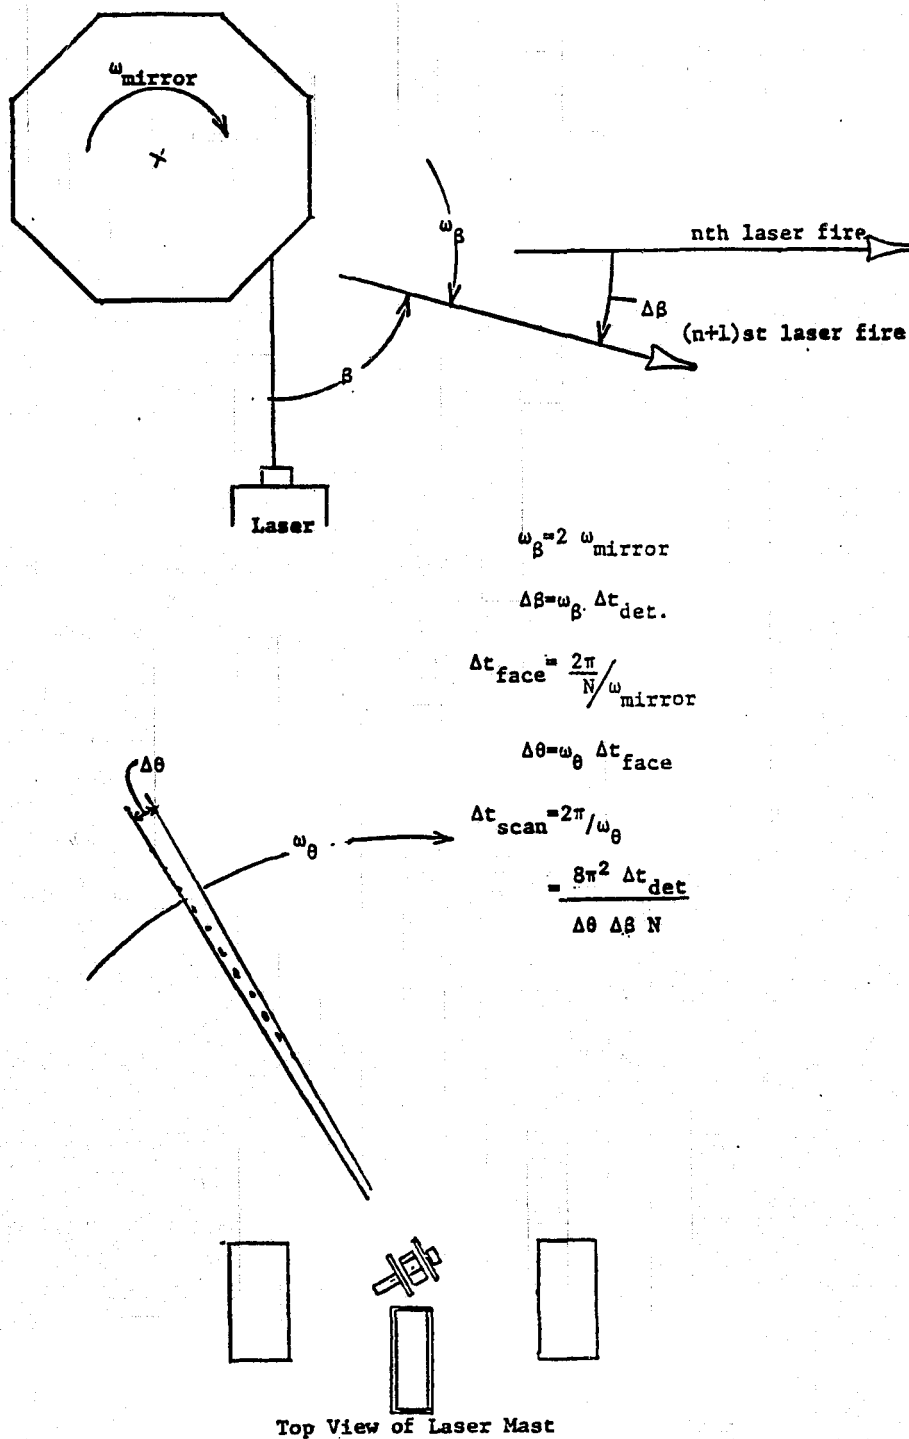 ω_mirror
ω_β
nth laser fire
Δβ
(n+1)st laser fire
β
Laser
ω_β=2 ω_mirror
Δβ=ω_β Δt_det.
Δt_face= 2π/N / ω_mirror
Δθ=ω_θ Δt_face
Δθ
ω_θ
Δt_scan=2π/ω_θ
= 8π² Δt_det / Δθ Δβ N
Top View of Laser Mast